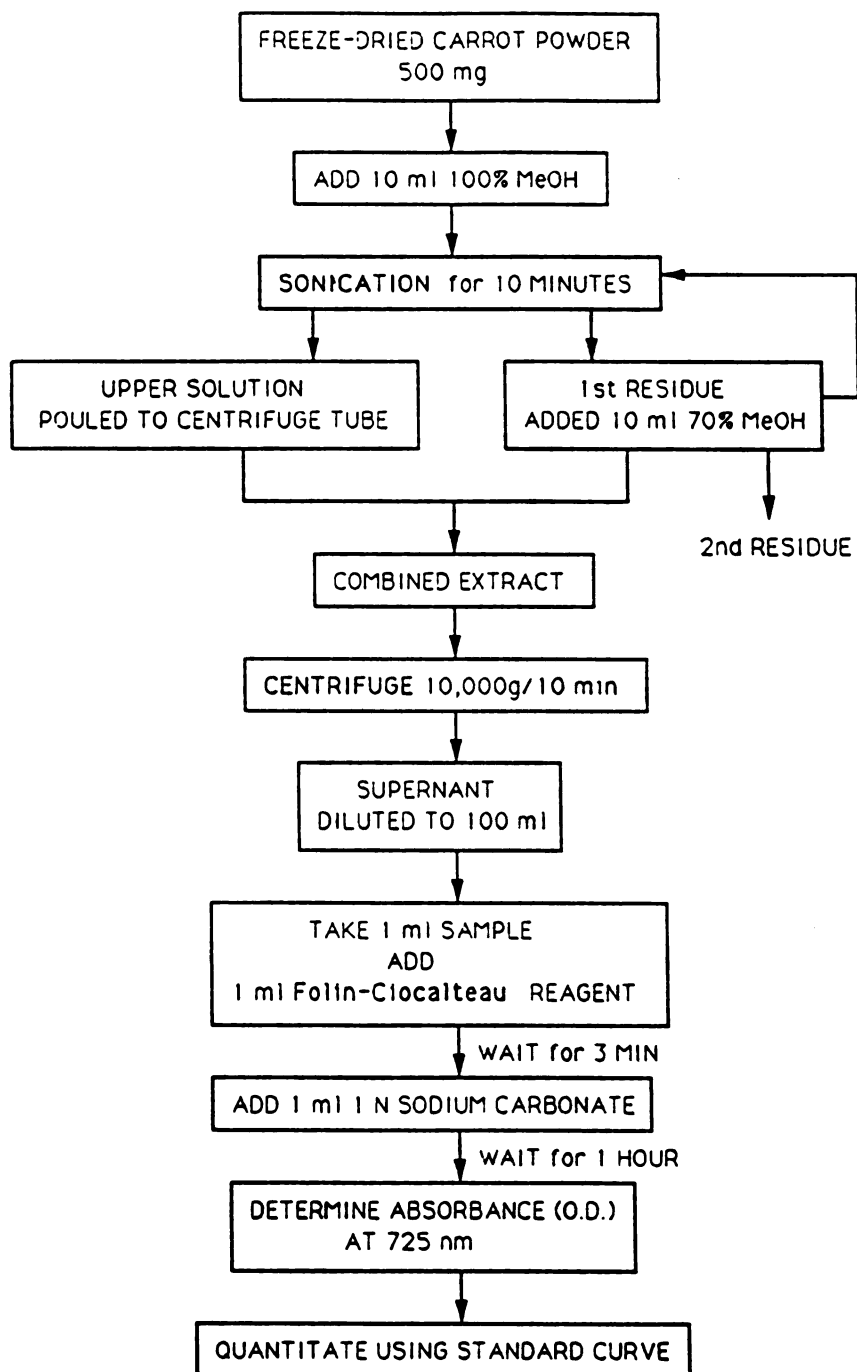 FREEZE-DRIED CARROT POWDER
500 mg
ADD 10 ml 100% MeOH
SONICATION for 10 MINUTES
UPPER SOLUTION
POULED TO CENTRIFUGE TUBE
1st RESIDUE
ADDED 10 ml 70% MeOH
2nd RESIDUE
COMBINED EXTRACT
CENTRIFUGE 10,000g/10 min
SUPERNANT
DILUTED TO 100 ml
TAKE 1 ml SAMPLE
ADD
1 ml Folin-Ciocalteau REAGENT
WAIT for 3 MIN
ADD 1 ml 1 N SODIUM CARBONATE
WAIT for 1 HOUR
DETERMINE ABSORBANCE (O.D.)
AT 725 nm
QUANTITATE USING STANDARD CURVE